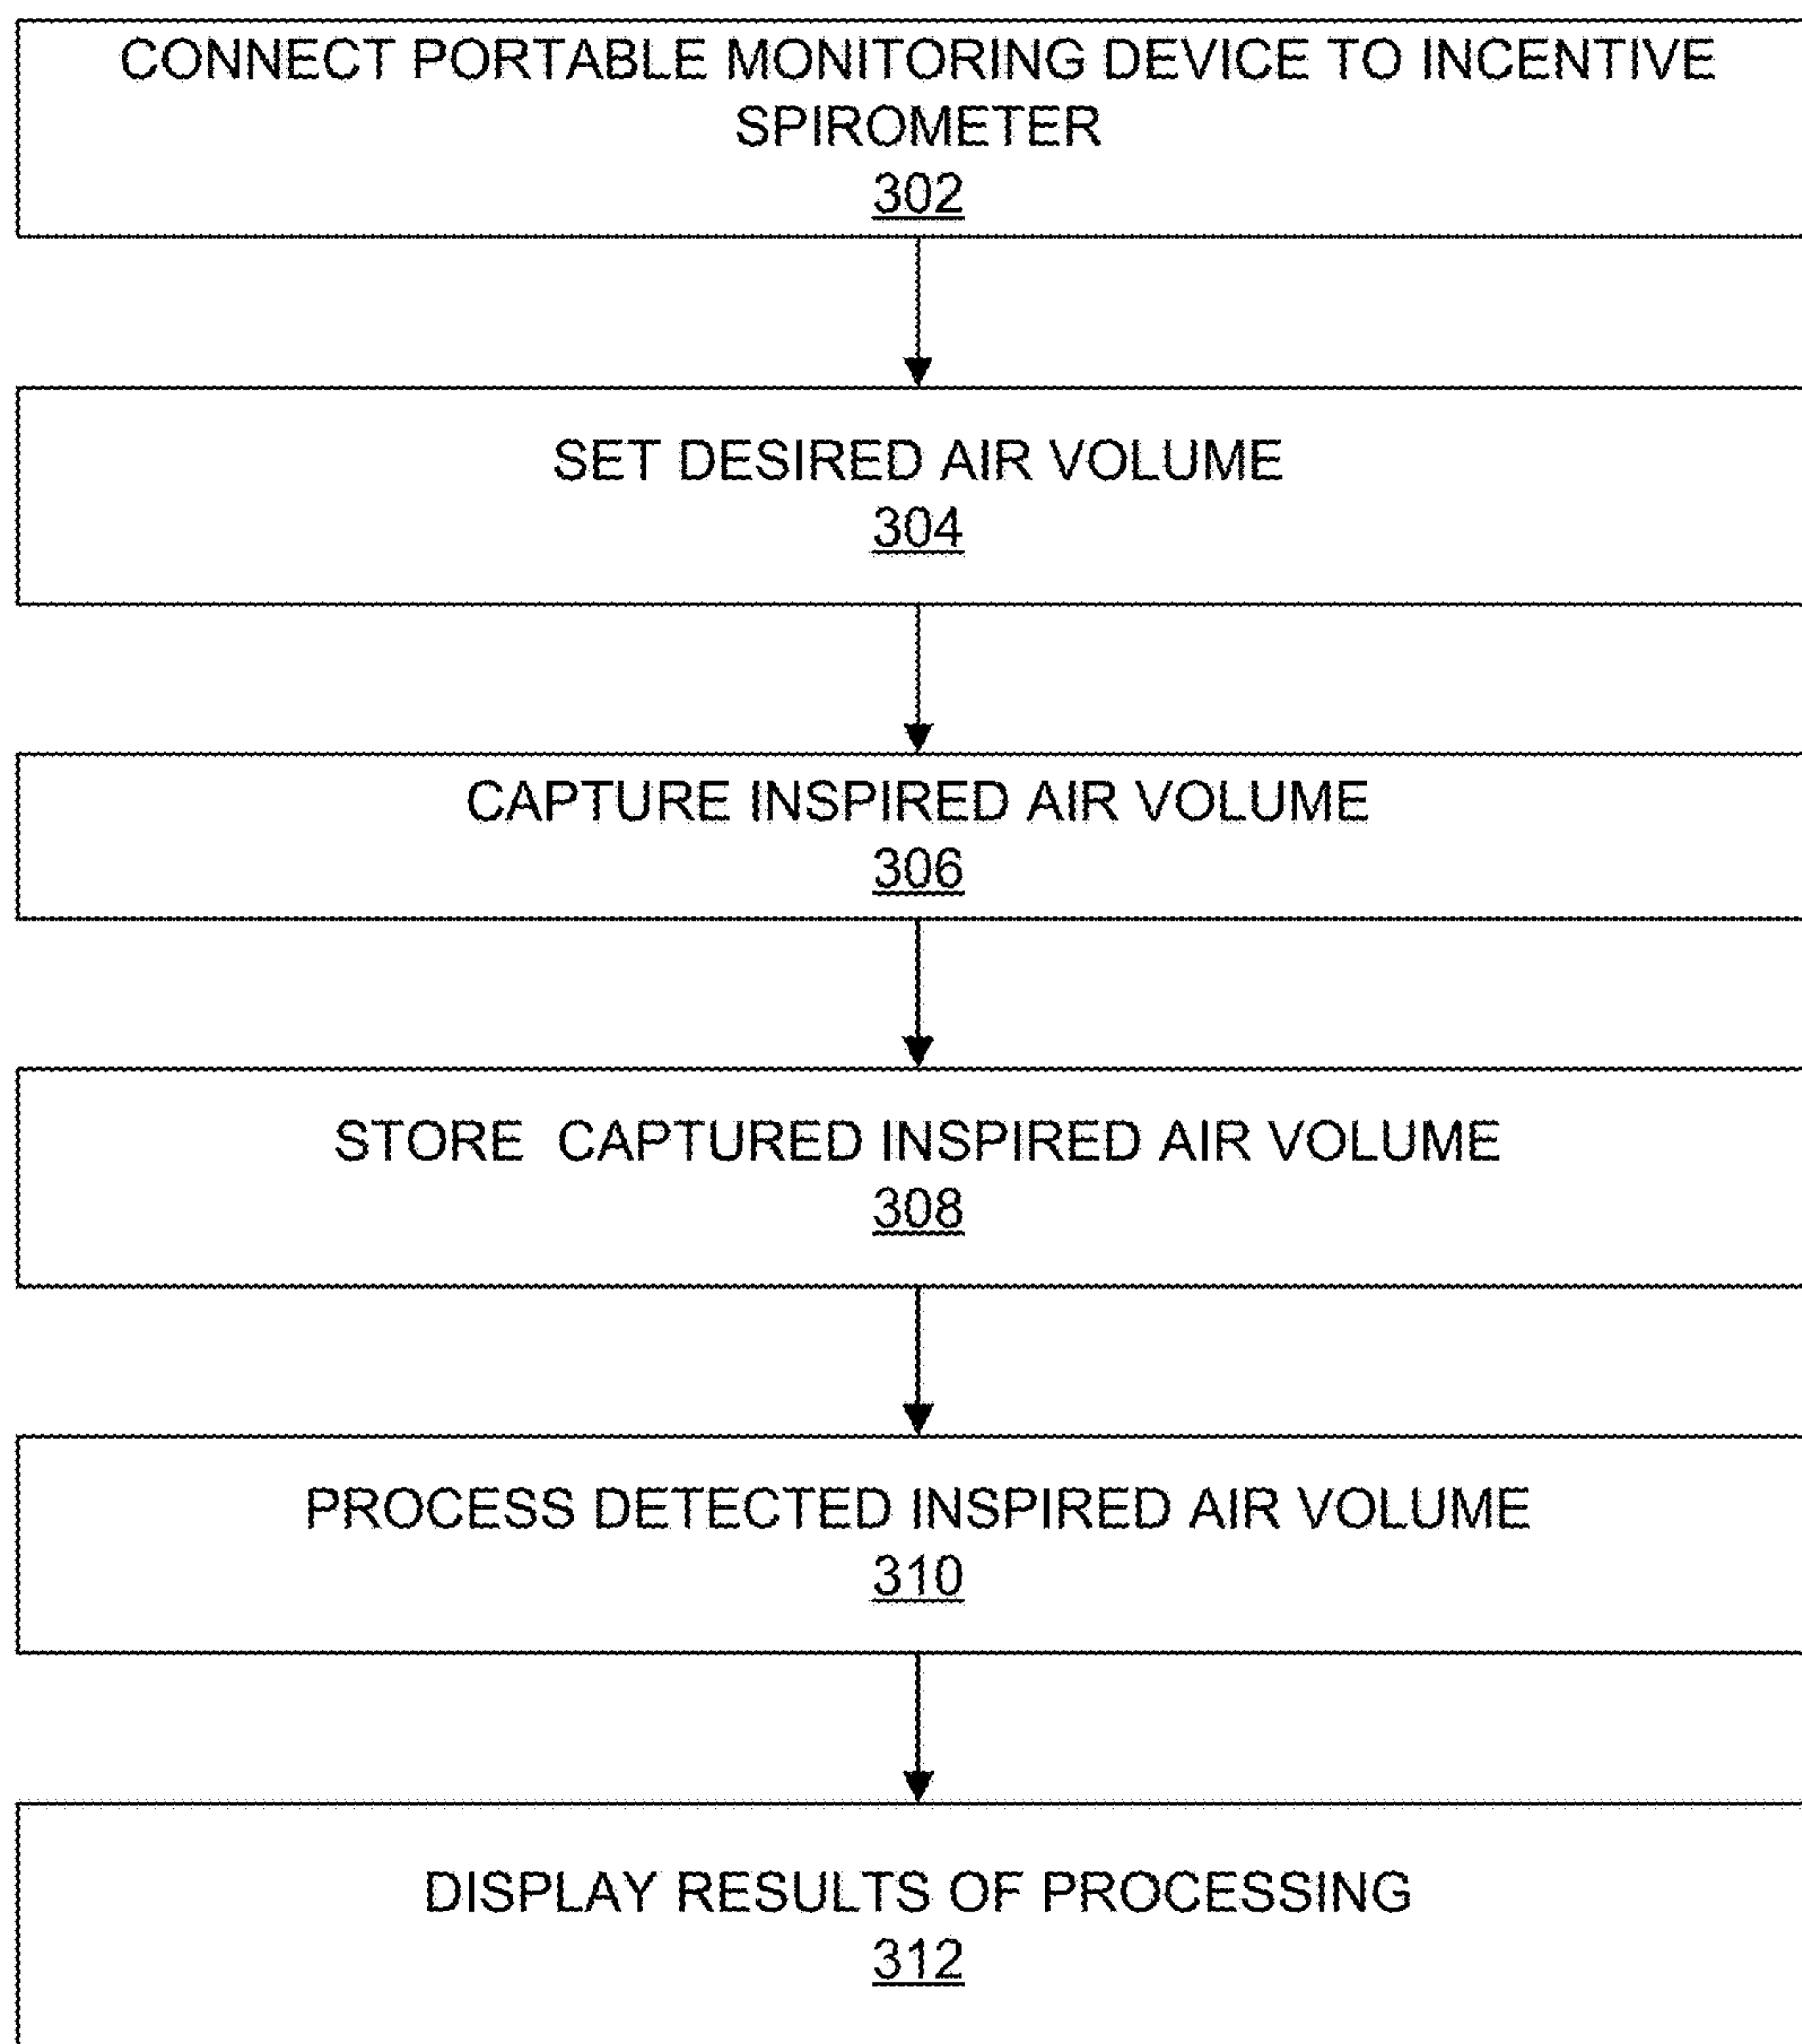 CONNECT PORTABLE MONITORING DEVICE TO INCENTIVE
SPIROMETER
302
SET DESIRED AIR VOLUME
304
CAPTURE INSPIRED AIR VOLUME
306
STORE  CAPTURED INSPIRED AIR VOLUME
308
PROCESS DETECTED INSPIRED AIR VOLUME
310
DISPLAY RESULTS OF PROCESSING
312